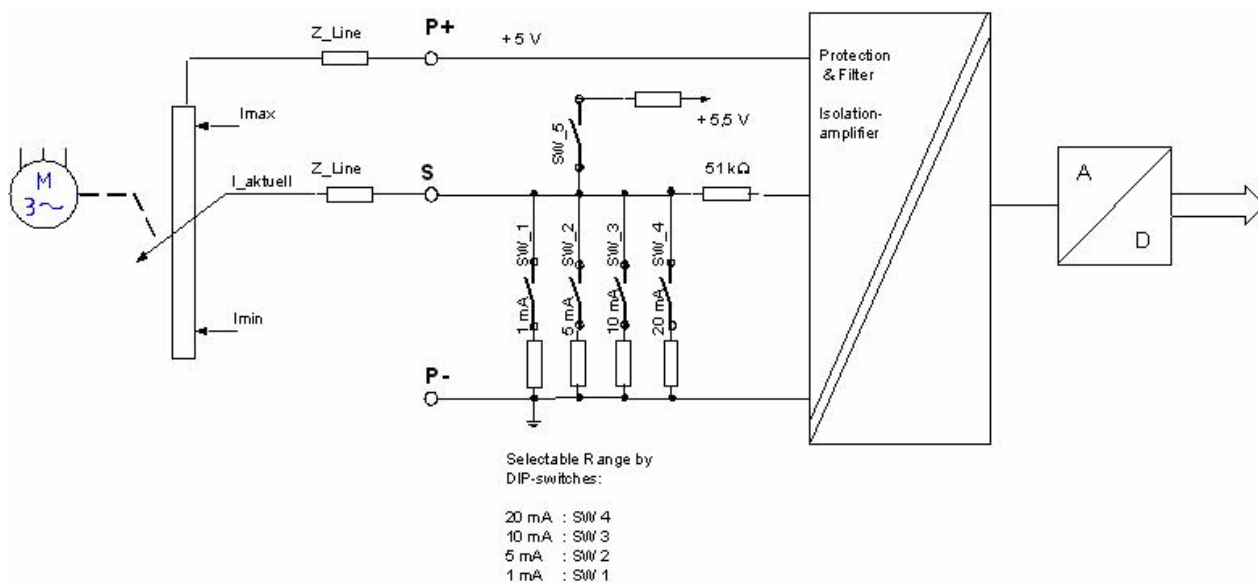 P+
Z_Line
+ 5 V
Protection
& Filter
Isolation-
amplifier
Imax
+ 5,5 V
SW_5
M
3~
I_aktuell
Z_Line
S
51 kΩ
A
D
SW_1
SW_2
SW_3
SW_4
1 mA
5 mA
10 mA
20 mA
Imin
P-
Selectable Range by
DIP-switches:
20 mA : SW 4
10 mA : SW 3
5 mA : SW 2
1 mA : SW 1